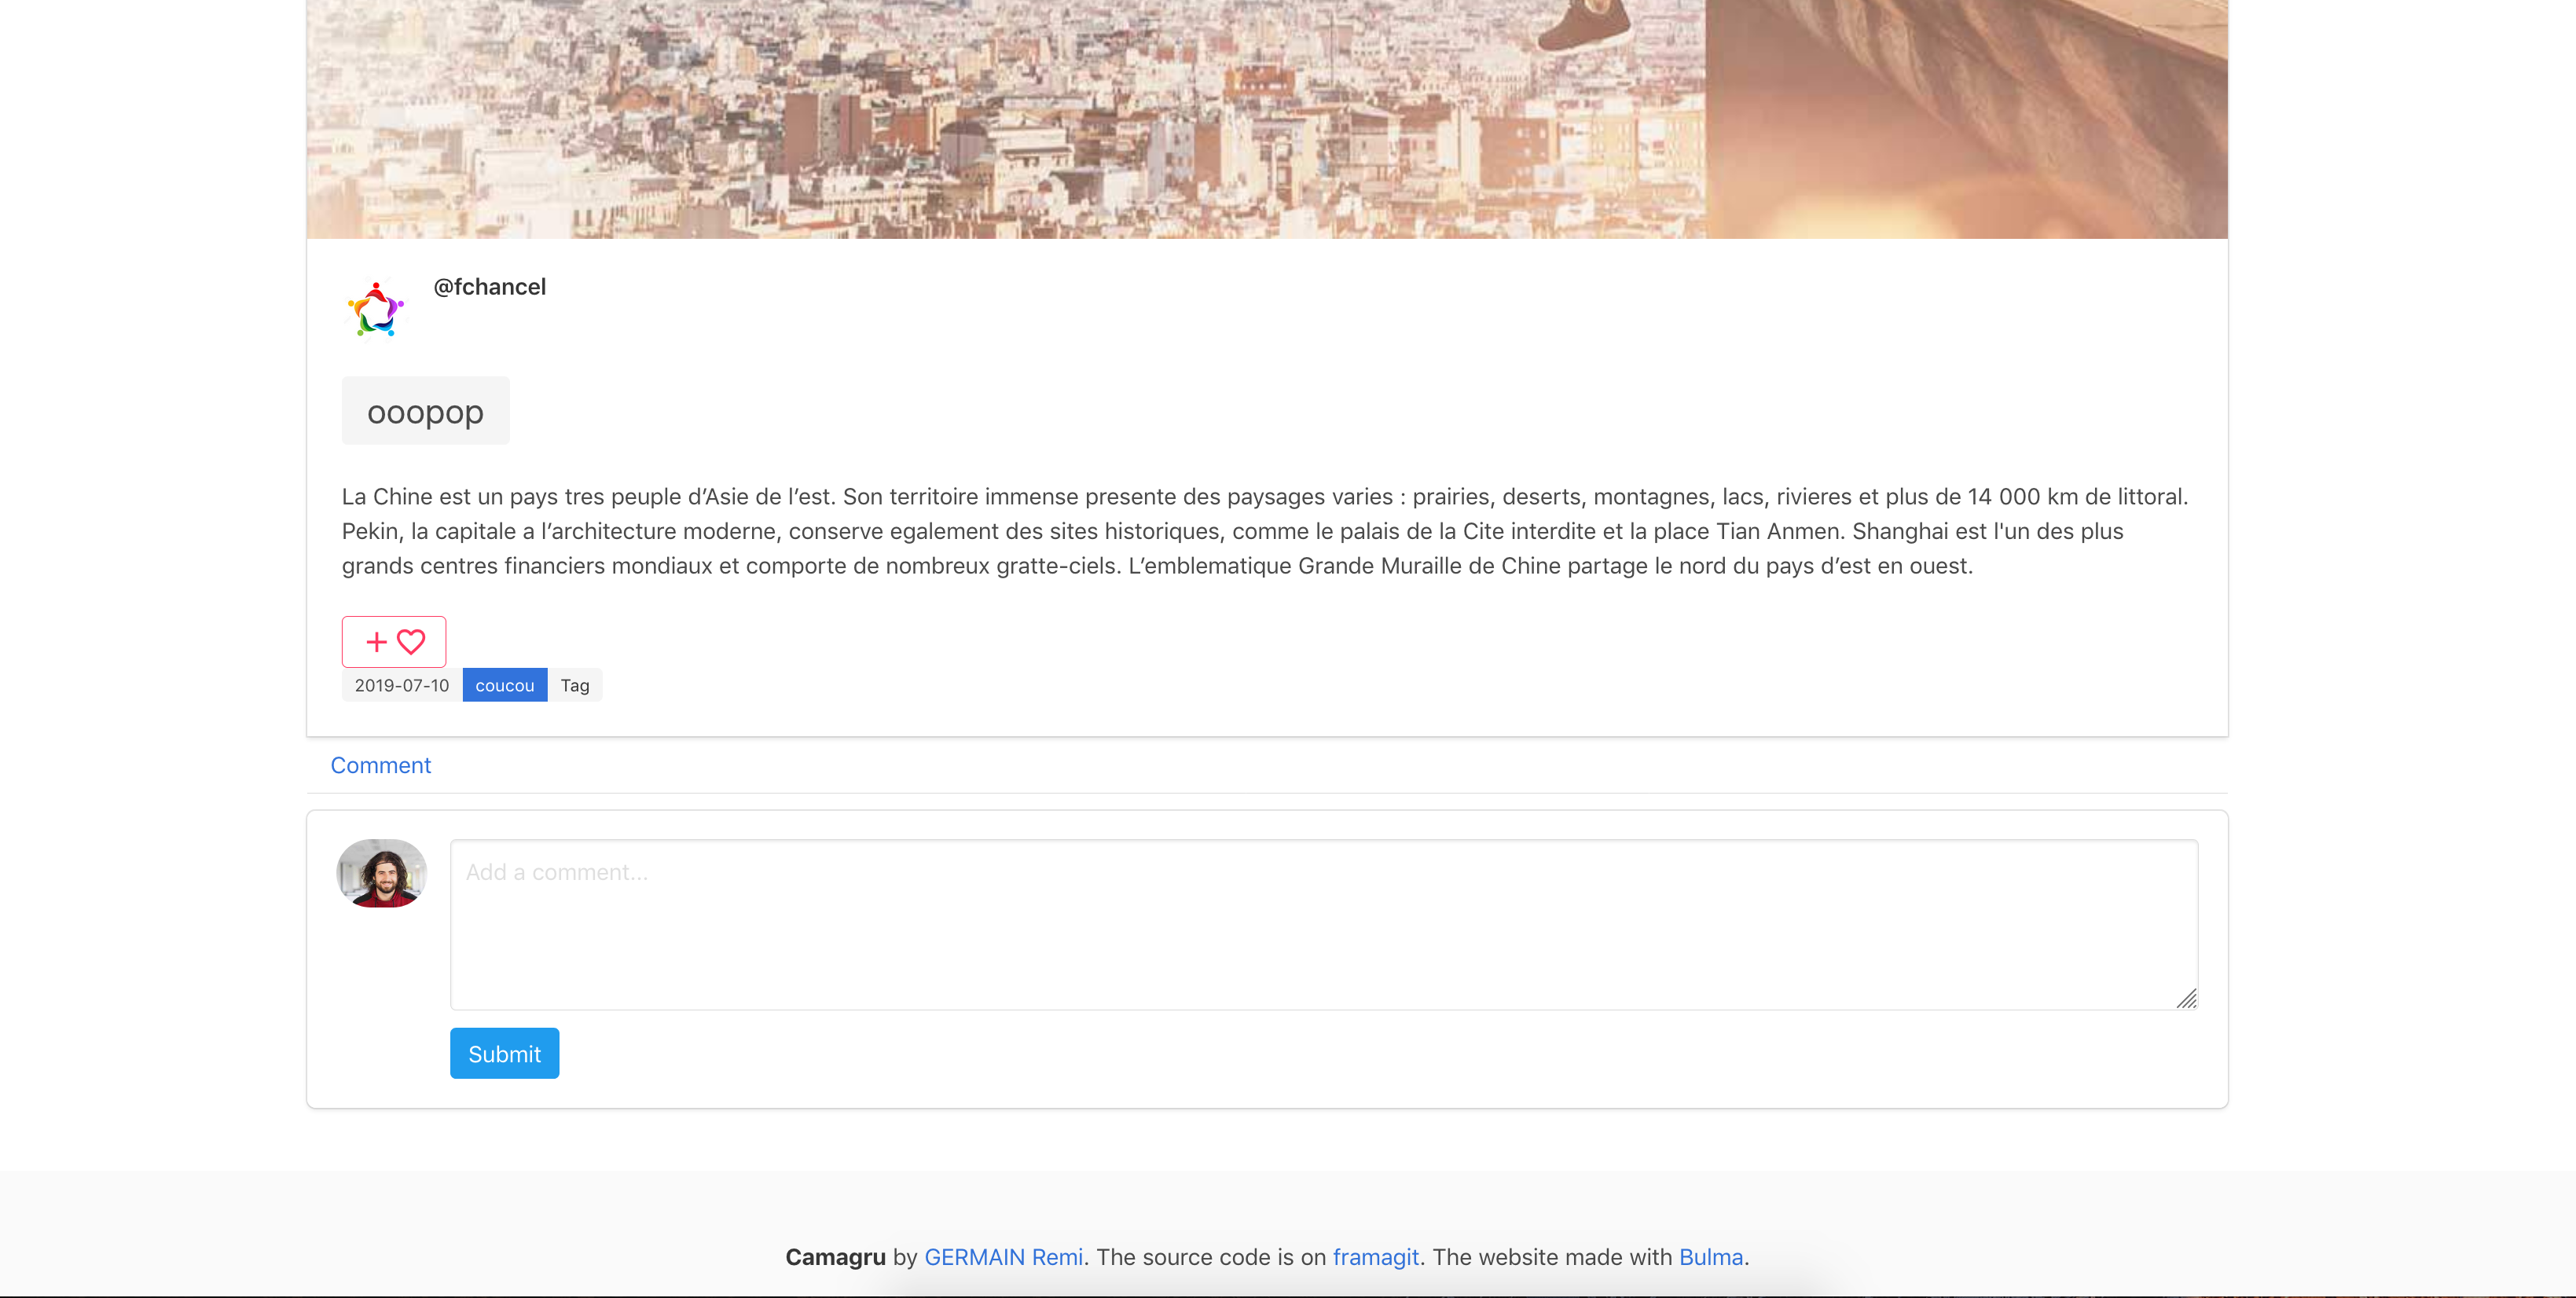 @fchancel
ooopop
La Chine est un pays tres peuple d’Asie de l’est. Son territoire immense presente des paysages varies : prairies, deserts, montagnes, lacs, rivieres et plus de 14 000 km de littoral.
Pekin, la capitale a l’architecture moderne, conserve egalement des sites historiques, comme le palais de la Cite interdite et la place Tian Anmen. Shanghai est l'un des plus
grands centres financiers mondiaux et comporte de nombreux gratte-ciels. L’emblematique Grande Muraille de Chine partage le nord du pays d’est en ouest.
2019-07-10 coucou Tag
Comment
Add a comment...
Submit
Camagru by GERMAIN Remi. The source code is on framagit. The website made with Bulma.